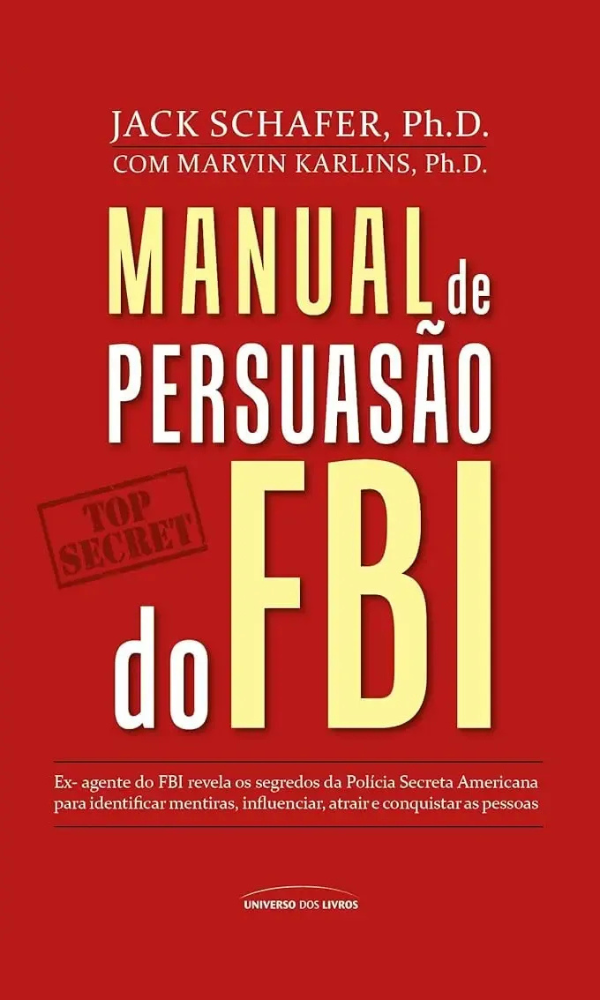 JACK SCHAFER, Ph.D.
COM MARVIN KARLINS, Ph.D.
MANUAL de
PERSUASÃO
TOP
SECRET
do FBI
Ex- agente do FBI revela os segredos da Polícia Secreta Americana
para identificar mentiras, influenciar, atrair e conquistar as pessoas
UNIVERSO DOS LIVROS